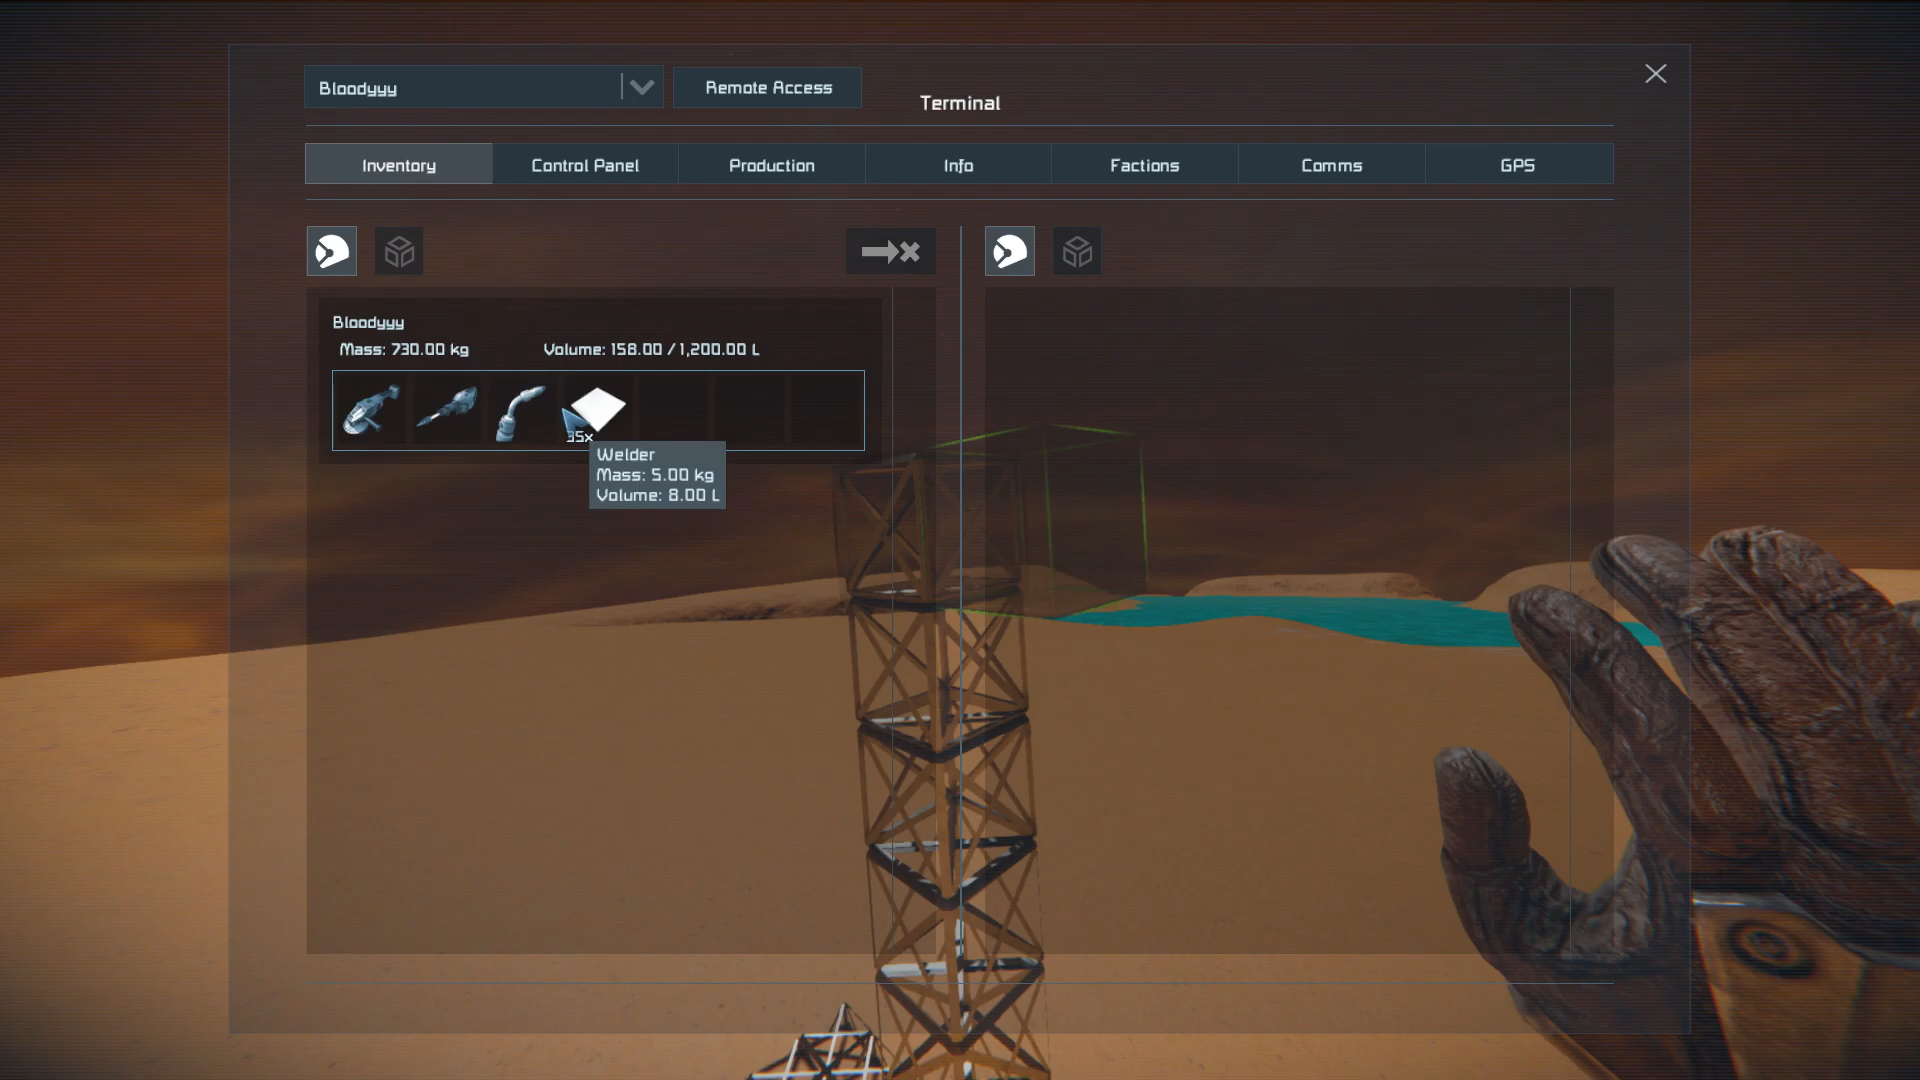 Bloodyyy
Remote Access
Terminal
Inventory
Control Panel
Production
Info
Factions
Comms
GPS
Bloodyyy
Mass: 730.00 kg
Volume: 158.00 / 1,200.00 L
35x
Welder
Mass: 5.00 kg
Volume: 8.00 L